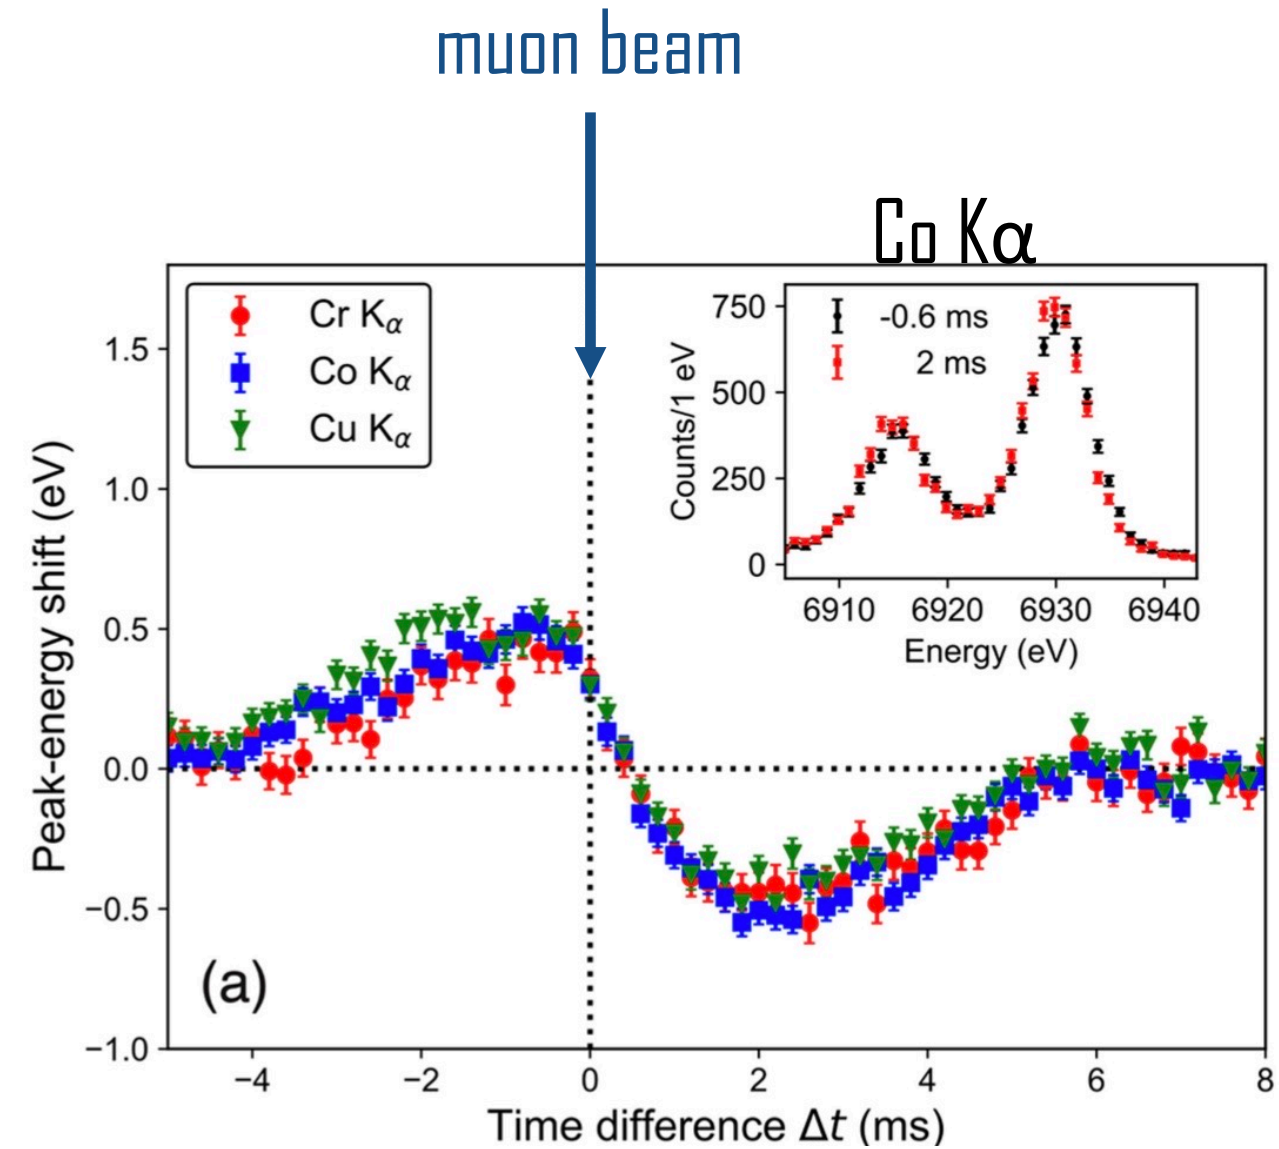 muon beam
Co Kα
Cr Kα
Co Kα
Cu Kα
-0.6 ms
2 ms
750
500
250
0
Counts/1 eV
6910 6920 6930 6940
Energy (eV)
1.5
1.0
0.5
0.0
−0.5
−1.0
Peak-energy shift (eV)
(a)
−4 −2 0 2 4 6 8
Time difference Δt (ms)